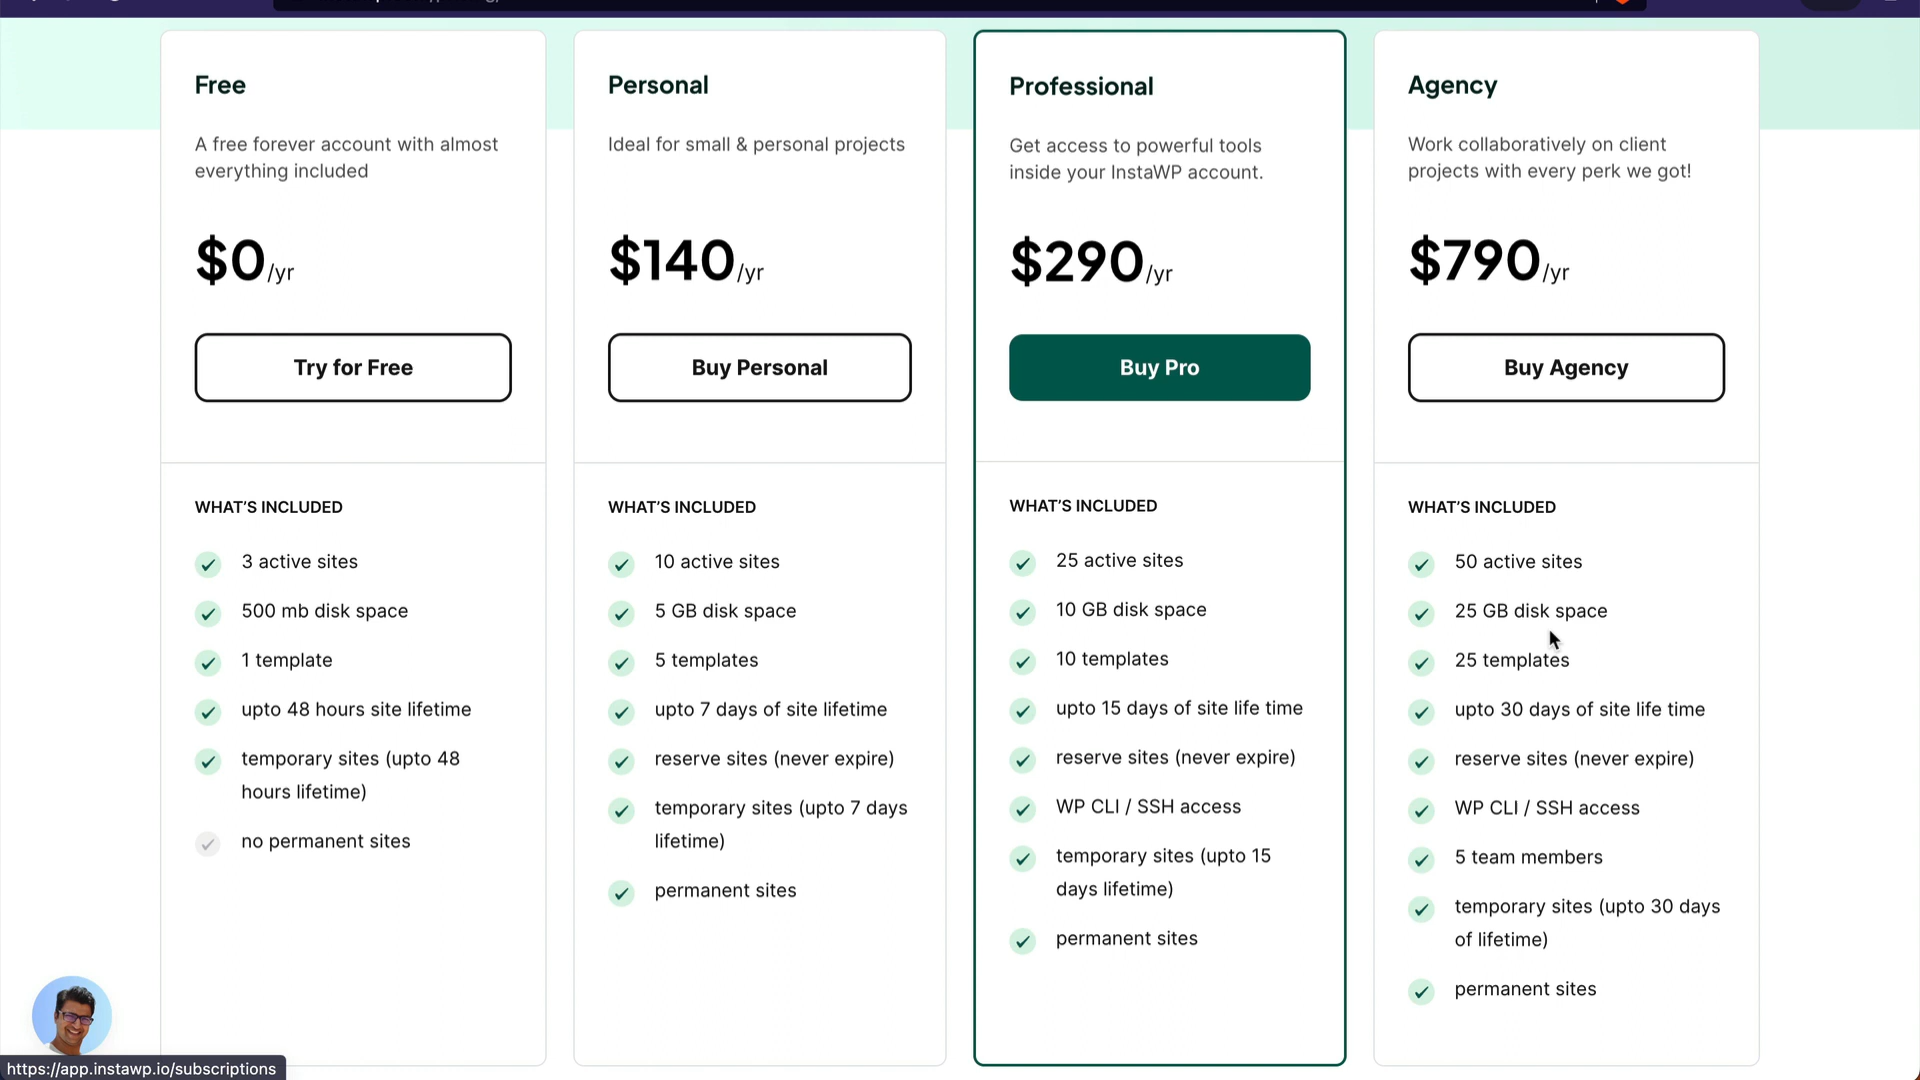 Free
A free forever account with almost
everything included
$0/yr
Try for Free
WHAT’S INCLUDED
3 active sites
500 mb disk space
1 template
upto 48 hours site lifetime
temporary sites (upto 48
hours lifetime)
no permanent sites
Personal
Ideal for small & personal projects
$140/yr
Buy Personal
WHAT’S INCLUDED
10 active sites
5 GB disk space
5 templates
upto 7 days of site lifetime
reserve sites (never expire)
temporary sites (upto 7 days
lifetime)
permanent sites
Professional
Get access to powerful tools
inside your InstaWP account.
$290/yr
Buy Pro
WHAT’S INCLUDED
25 active sites
10 GB disk space
10 templates
upto 15 days of site life time
reserve sites (never expire)
WP CLI / SSH access
temporary sites (upto 15
days lifetime)
permanent sites
Agency
Work collaboratively on client
projects with every perk we got!
$790/yr
Buy Agency
WHAT’S INCLUDED
50 active sites
25 GB disk space
25 templates
upto 30 days of site life time
reserve sites (never expire)
WP CLI / SSH access
5 team members
temporary sites (upto 30 days
of lifetime)
permanent sites
https://app.instawp.io/subscriptions